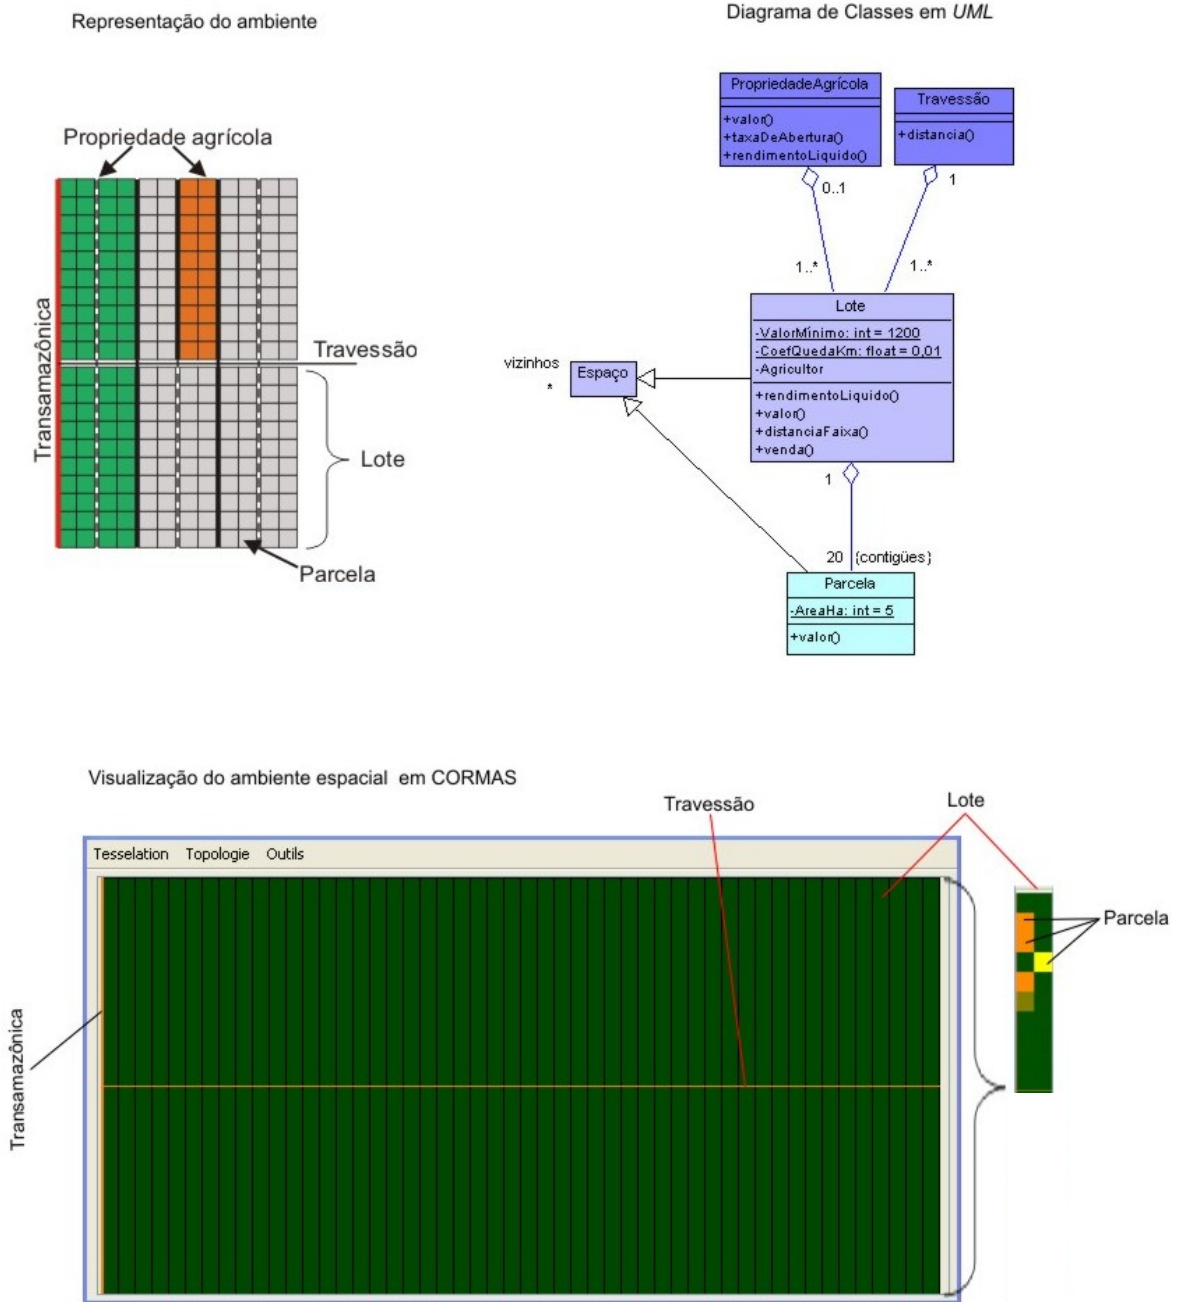 Representação do ambiente
Diagrama de Classes em UML
Propriedade agrícola
Transamazônica
Travessão
Lote
Parcela
PropriedadeAgrícola
+valor()
+taxaDeAbertura()
+rendimentoLiquido()
Travessão
+distancia()
0..1
1
1..*
1..*
Lote
-ValorMínimo: int = 1200
-CoefQuedaKm: float = 0,01
-Agricultor
+rendimentoLiquido()
+valor()
+distanciaFaixa()
+venda()
vizinhos
*
Espaço
1
20 {contigües}
Parcela
-AreaHa: int = 5
+valor()
Visualização do ambiente espacial em CORMAS
Travessão
Lote
Tesselation Topologie Outils
Parcela
Transamazônica